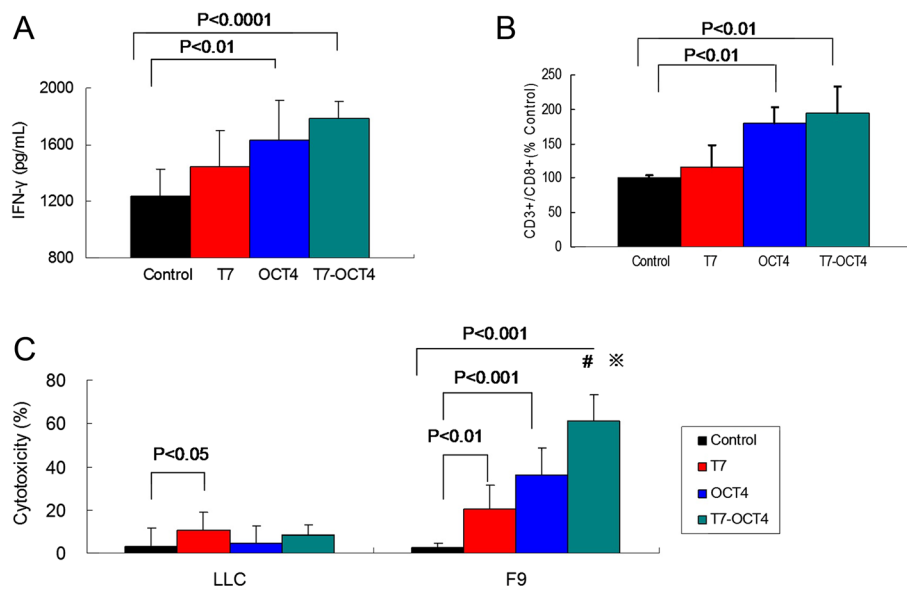 A
P<0.0001
P<0.01
IFN-γ (pg/mL)
2000
1600
1200
800
Control T7 OCT4 T7-OCT4
B
P<0.01
P<0.01
CD3+/CD8+(% Control)
250
200
150
100
50
0
Control T7 OCT4 T7-OCT4
C
P<0.001
# ※
P<0.001
P<0.01
P<0.05
Cytotoxicity (%)
80
60
40
20
0
LLC F9
Control
T7
OCT4
T7-OCT4